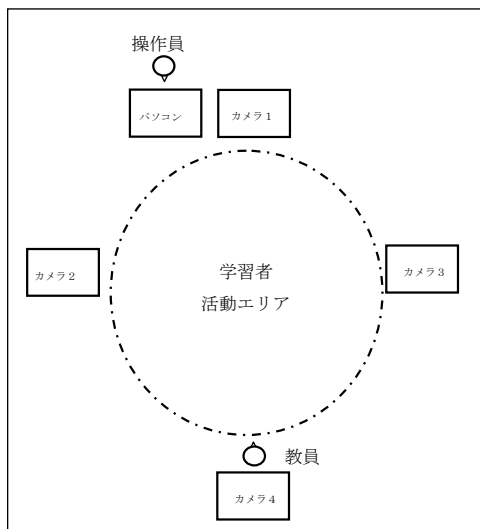 操作員
パソコン
カメラ１
カメラ２
学習者
活動エリア
カメラ３
教員
カメラ４